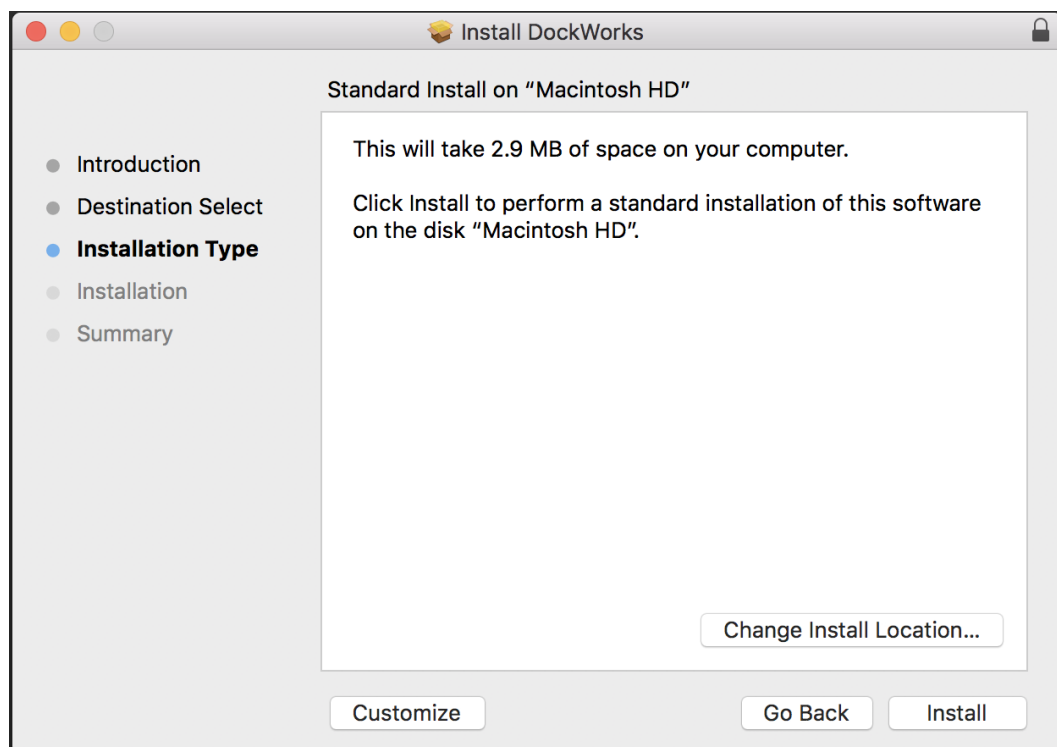 Install DockWorks
Standard Install on “Macintosh HD”
Introduction
Destination Select
Installation Type
Installation
Summary
This will take 2.9 MB of space on your computer.
Click Install to perform a standard installation of this software
on the disk “Macintosh HD”.
Change Install Location...
Customize
Go Back
Install